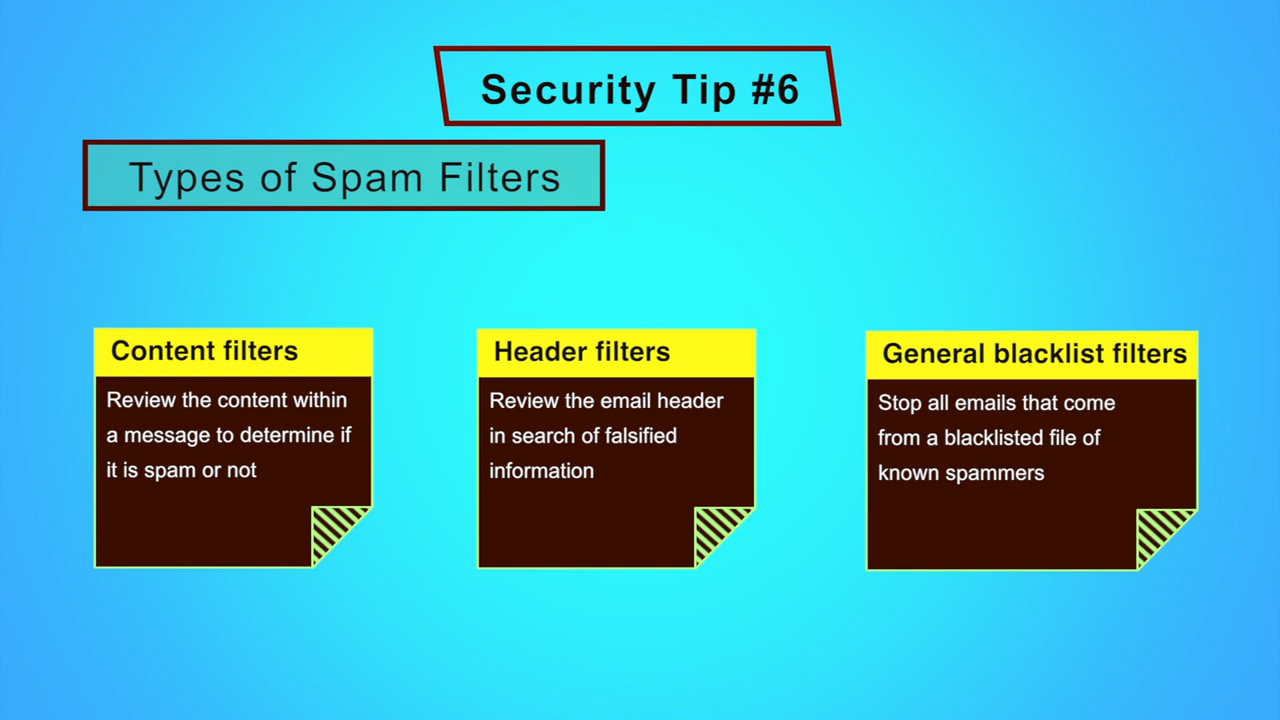 Security Tip #6
Types of Spam Filters
Content filters
Review the content within
a message to determine if
it is spam or not
Header filters
Review the email header
in search of falsified
information
General blacklist filters
Stop all emails that come
from a blacklisted file of
known spammers